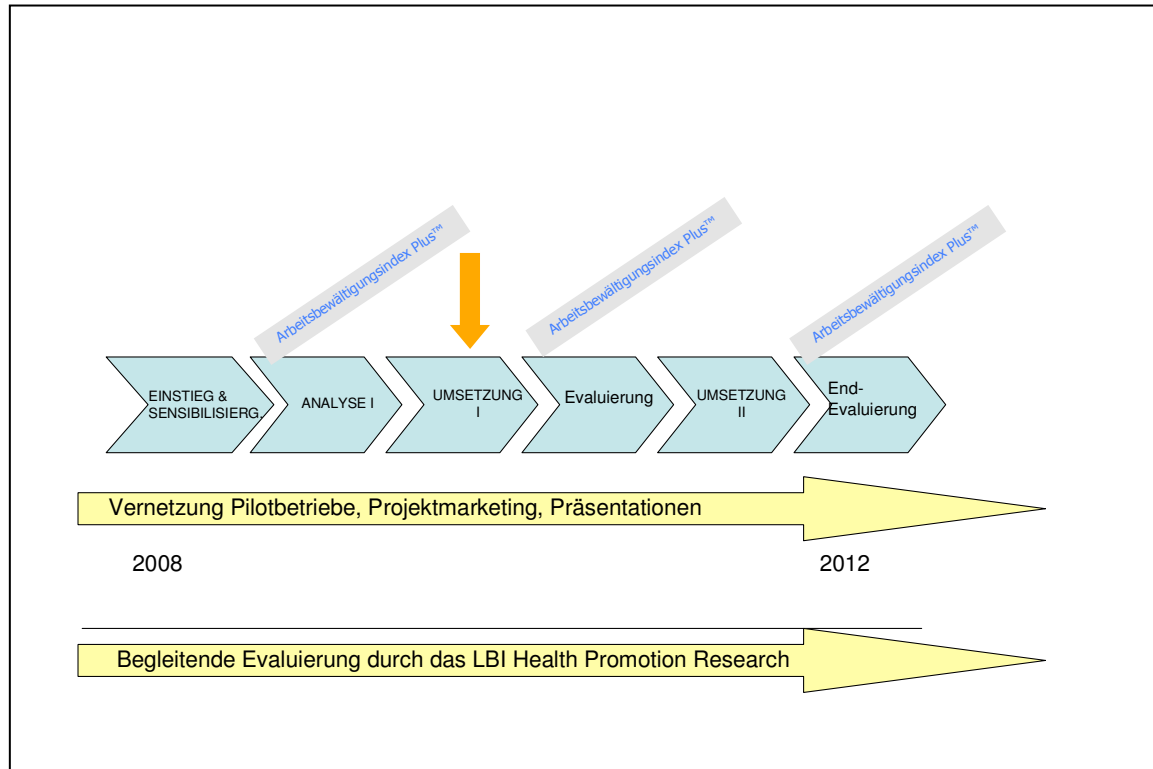 Arbeitsbewältigungsindex Plus™
Arbeitsbewältigungsindex Plus™
Arbeitsbewältigungsindex Plus™
EINSTIEG &
SENSIBILISIERG.
ANALYSE I
UMSETZUNG
I
Evaluierung
UMSETZUNG
II
End-
Evaluierung
Vernetzung Pilotbetriebe, Projektmarketing, Präsentationen
2008
2012
Begleitende Evaluierung durch das LBI Health Promotion Research